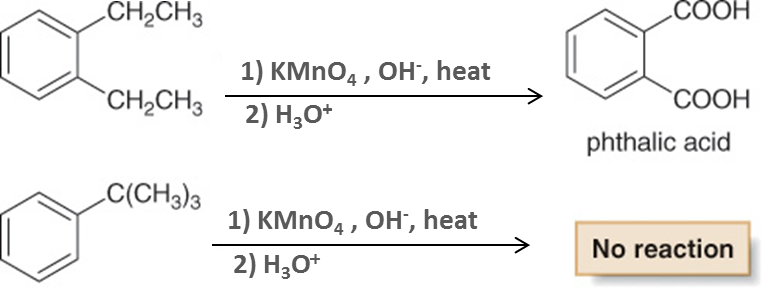 CH₂CH₃
CH₂CH₃
1) KMnO₄ , OH⁻, heat
2) H₃O⁺
COOH
COOH
phthalic acid
C(CH₃)₃
1) KMnO₄ , OH⁻, heat
2) H₃O⁺
No reaction